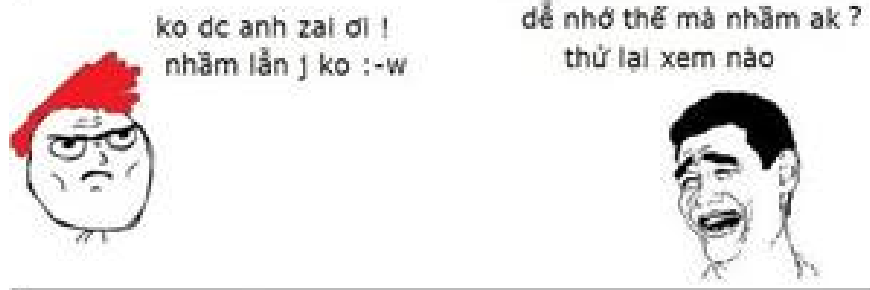 ko dc anh zai ơi !
nhầm lẫn j ko :-w
dễ nhớ thế mà nhầm ak ?
thử lại xem nào